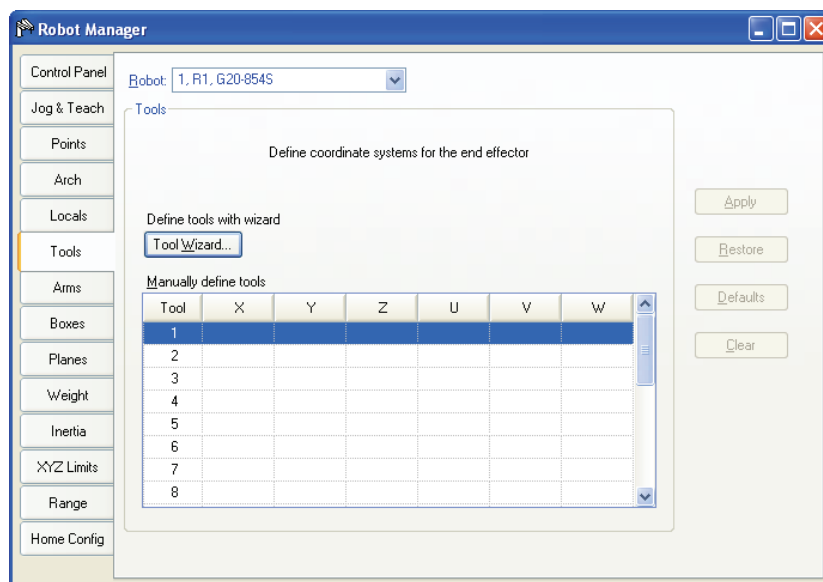 Robot Manager
Control Panel
Jog & Teach
Points
Arch
Locals
Tools
Arms
Boxes
Planes
Weight
Inertia
XYZ Limits
Range
Home Config
Robot: 1, R1, G20-854S
Tools
Define coordinate systems for the end effector
Define tools with wizard
Tool Wizard...
Manually define tools
Tool X Y Z U V W
1
2
3
4
5
6
7
8
Apply
Restore
Defaults
Clear